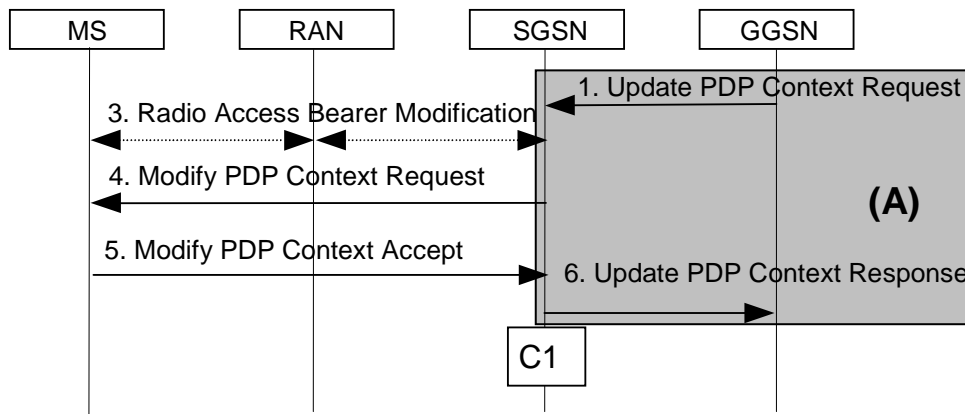 MS
RAN
SGSN
GGSN
1. Update PDP Context Request
3. Radio Access Bearer Modification
4. Modify PDP Context Request
(A)
5. Modify PDP Context Accept
6. Update PDP Context Response
C1